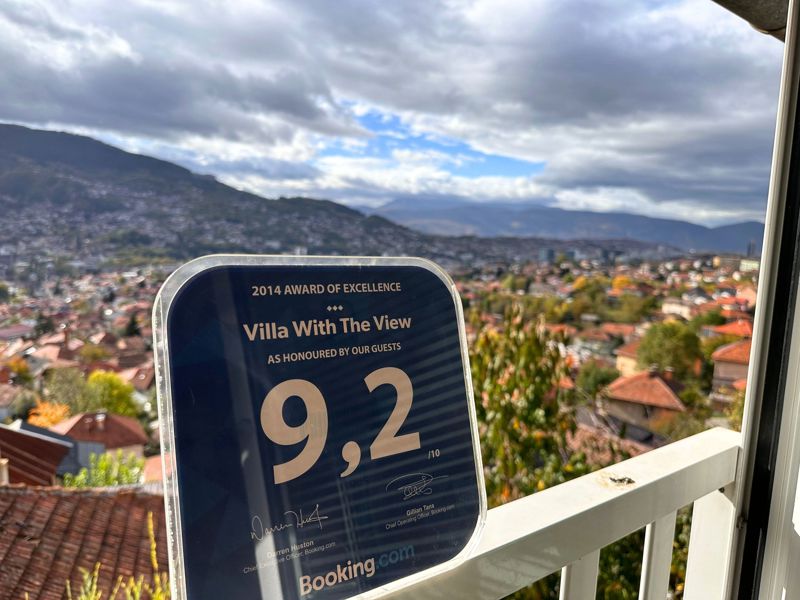 2014 AWARD OF EXCELLENCE
Villa With The View
AS HONOURED BY OUR GUESTS
9,2
/10
Darren Huston
Chief Executive Officer, Booking.com
Gillian Tans
Chief Operating Officer, Booking.com
Booking.com